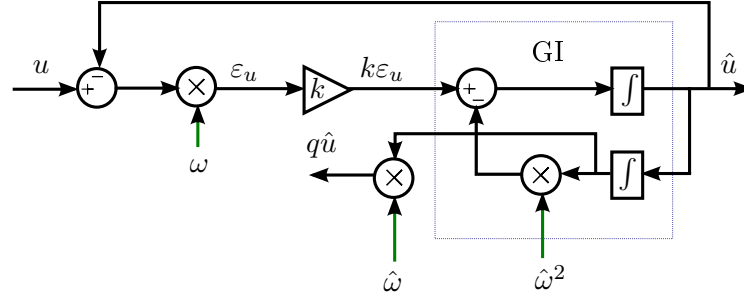 GI
u
+
−
×
ε_u
k
kε_u
+
−
∫
û
ω
qû
×
×
∫
ω̂
ω̂²